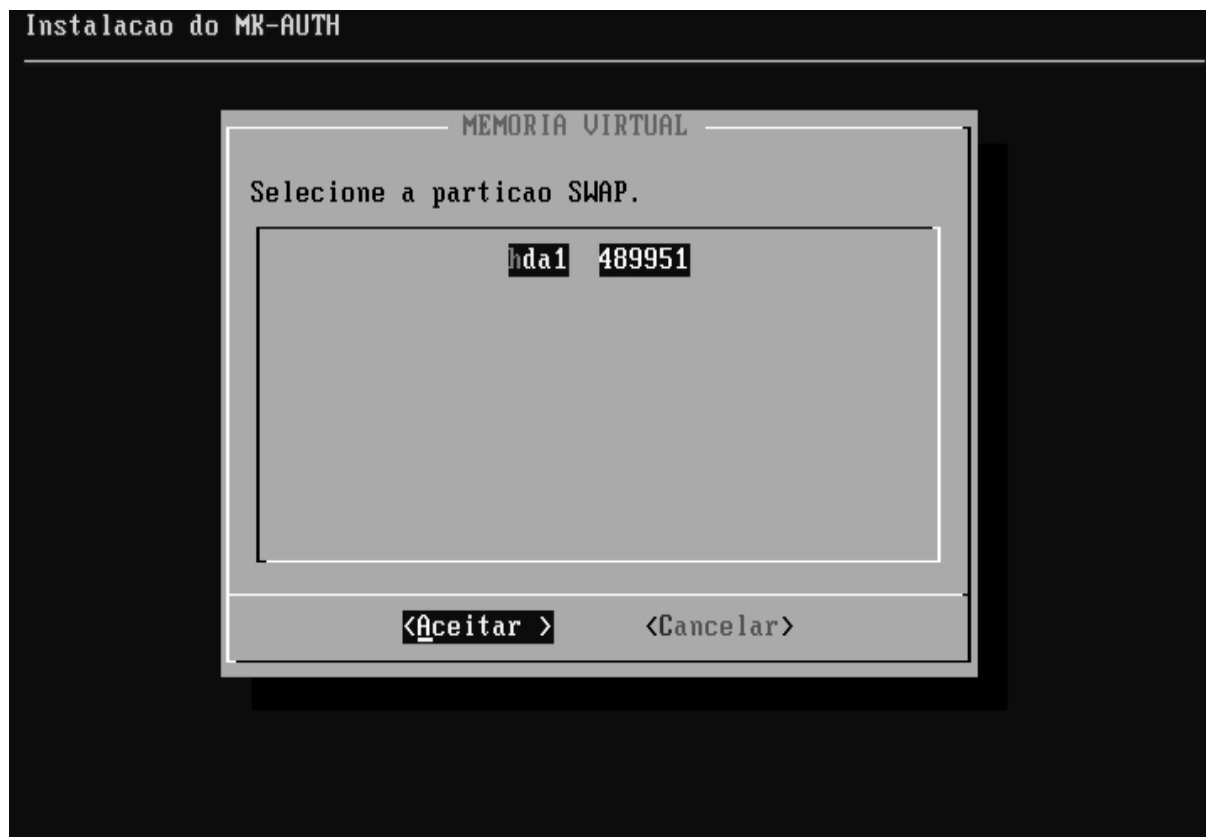 Instalacao do MK-AUTH
MEMORIA VIRTUAL
Selecione a particao SWAP.
hda1 489951
<Aceitar > <Cancelar>